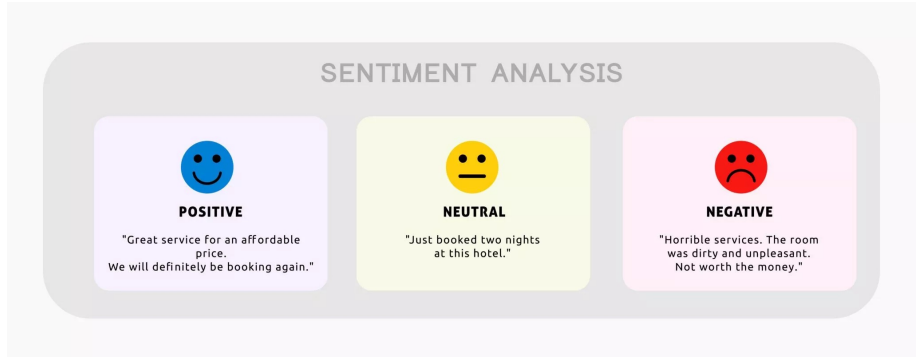 SENTIMENT ANALYSIS
POSITIVE
"Great service for an affordable
price.
We will definitely be booking again."
NEUTRAL
"Just booked two nights
at this hotel."
NEGATIVE
"Horrible services. The room
was dirty and unpleasant.
Not worth the money."